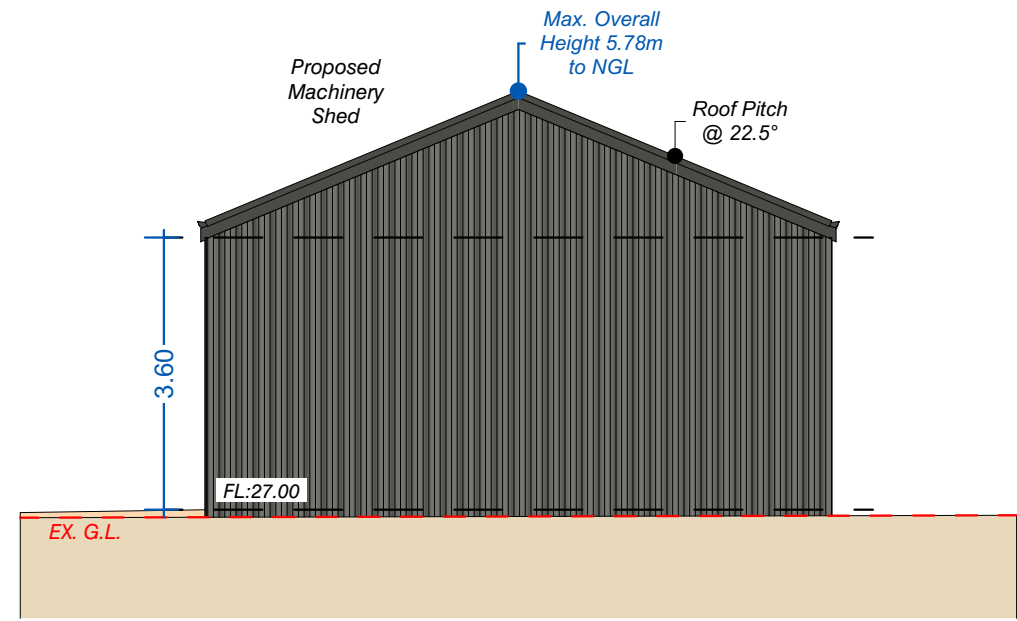 Max. Overall
Height 5.78m
to NGL
Proposed
Machinery
Shed
Roof Pitch
@ 22.5°
3.60
FL:27.00
EX. G.L.